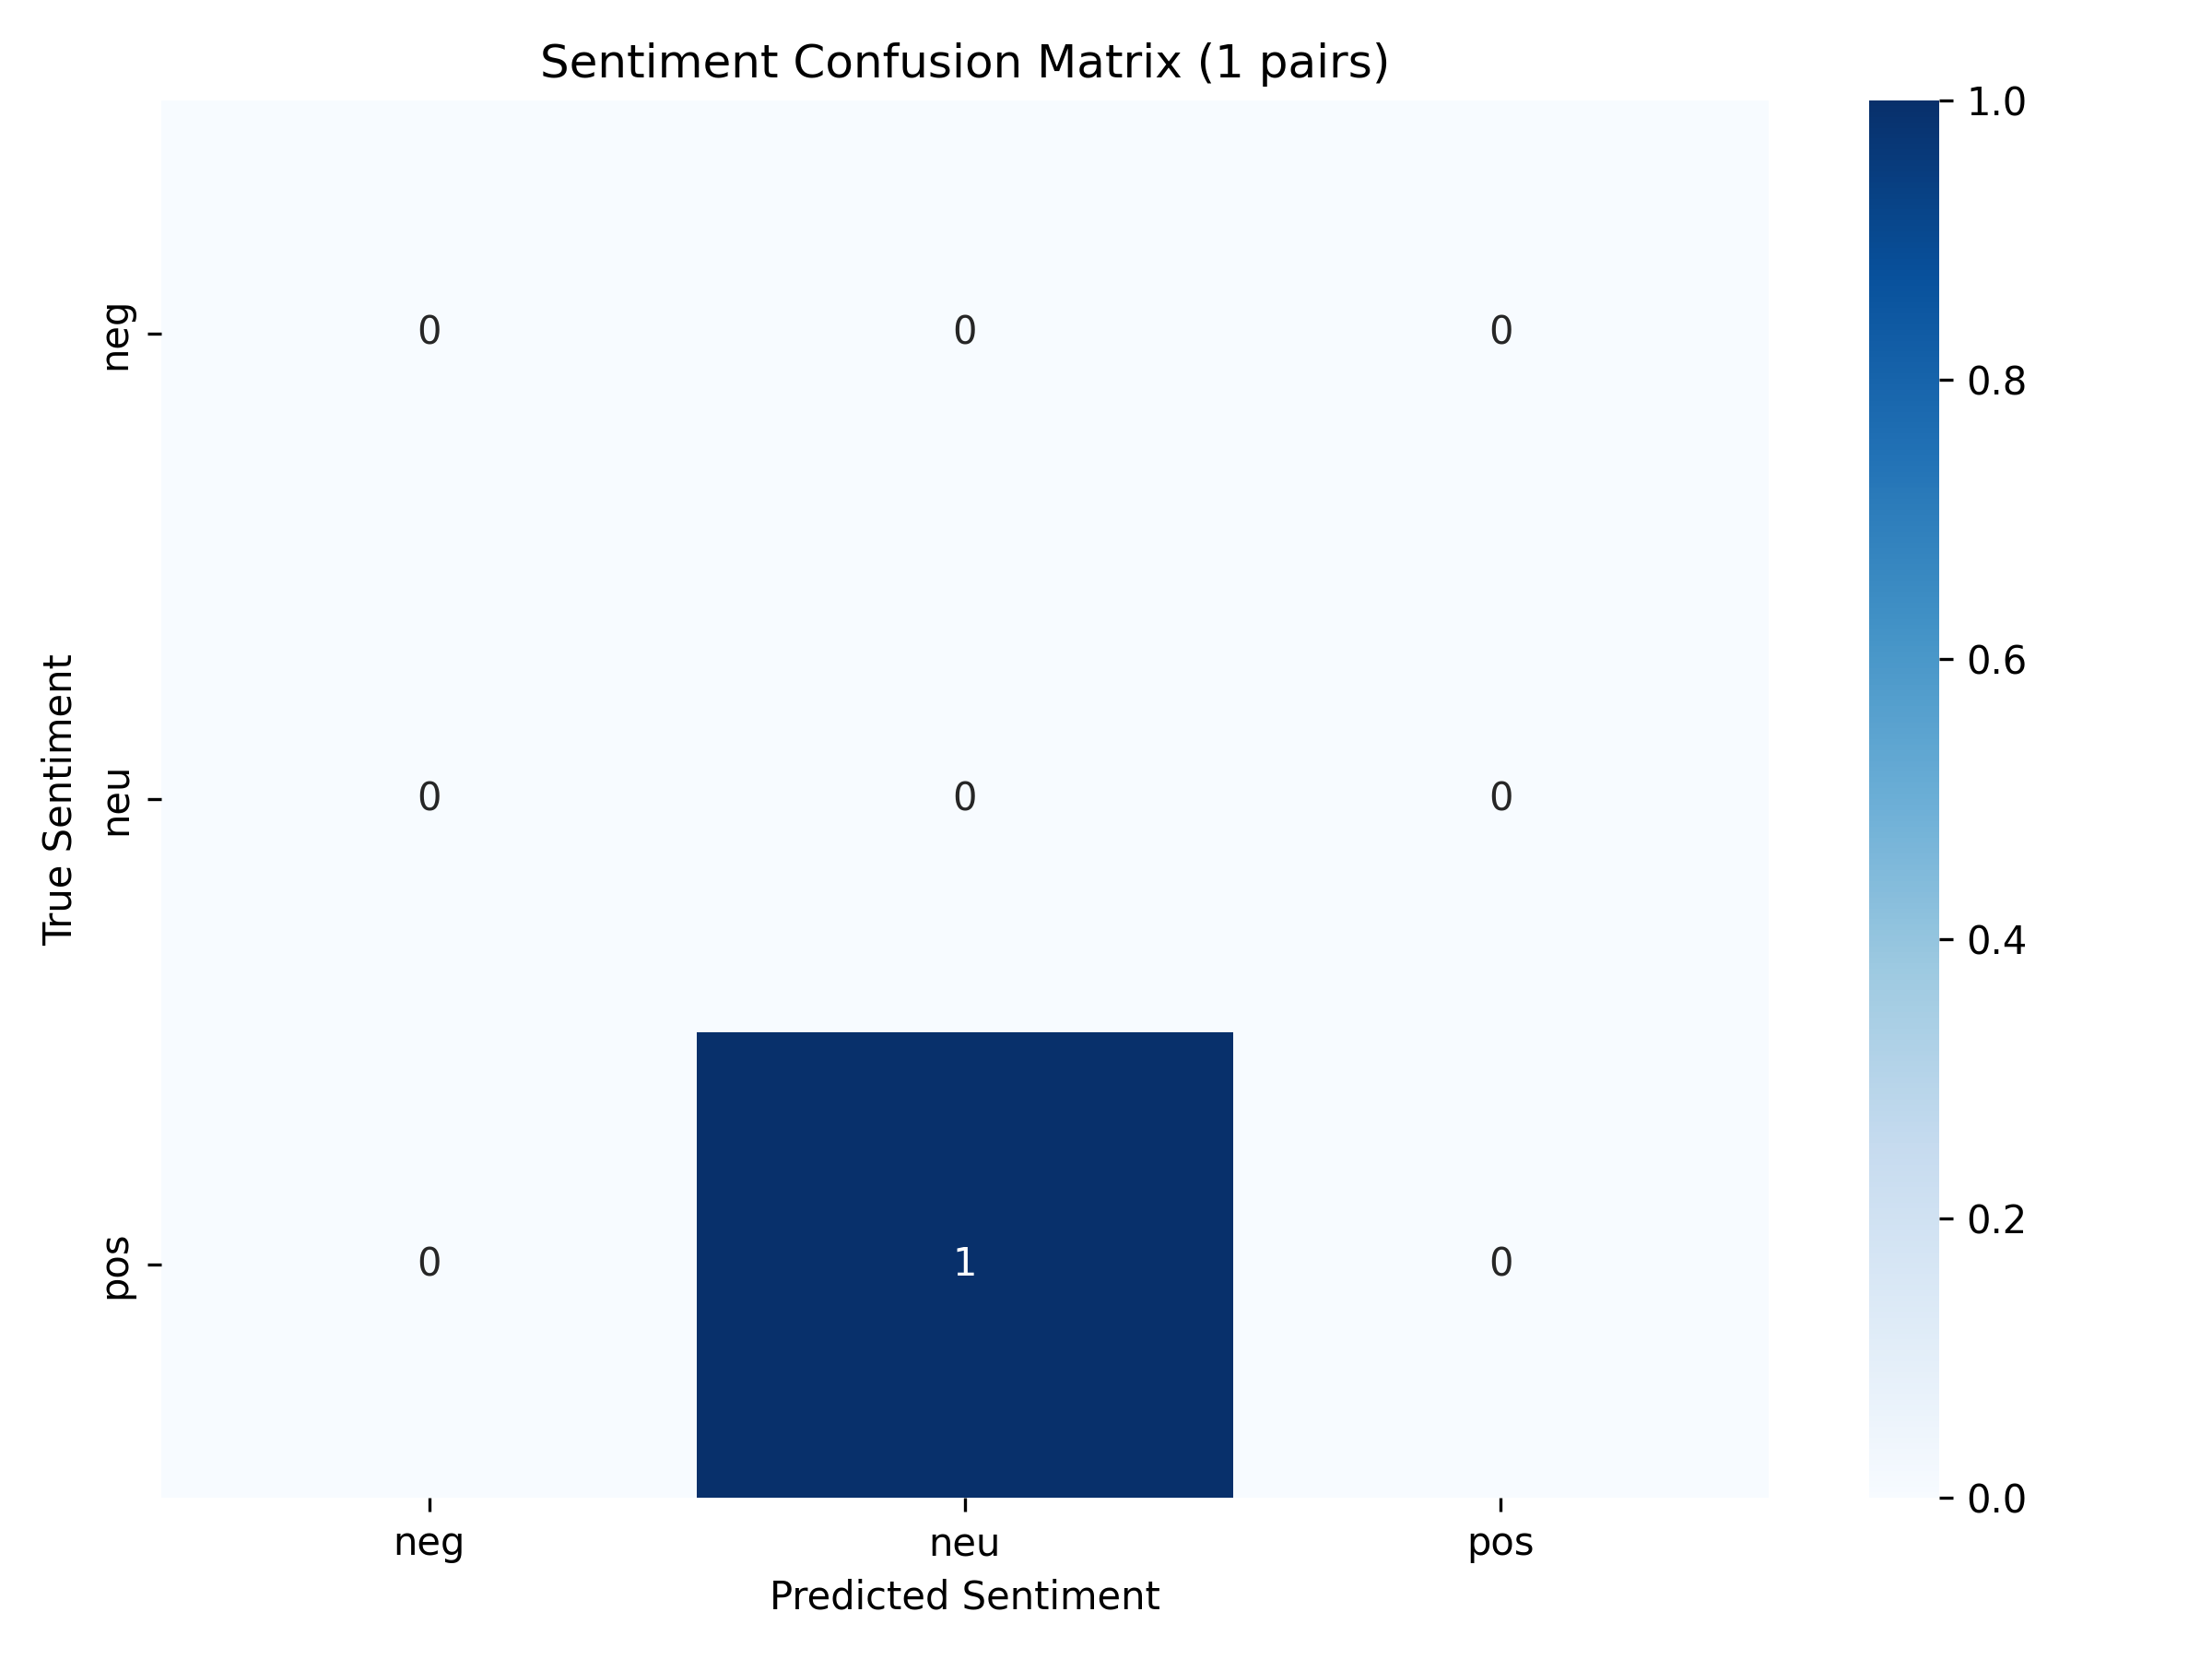 Sentiment Confusion Matrix (1 pairs)
True Sentiment
neg
0 0 0
neu
0 0 0
pos
0 1 0
neg neu pos
Predicted Sentiment
1.0
0.8
0.6
0.4
0.2
0.0